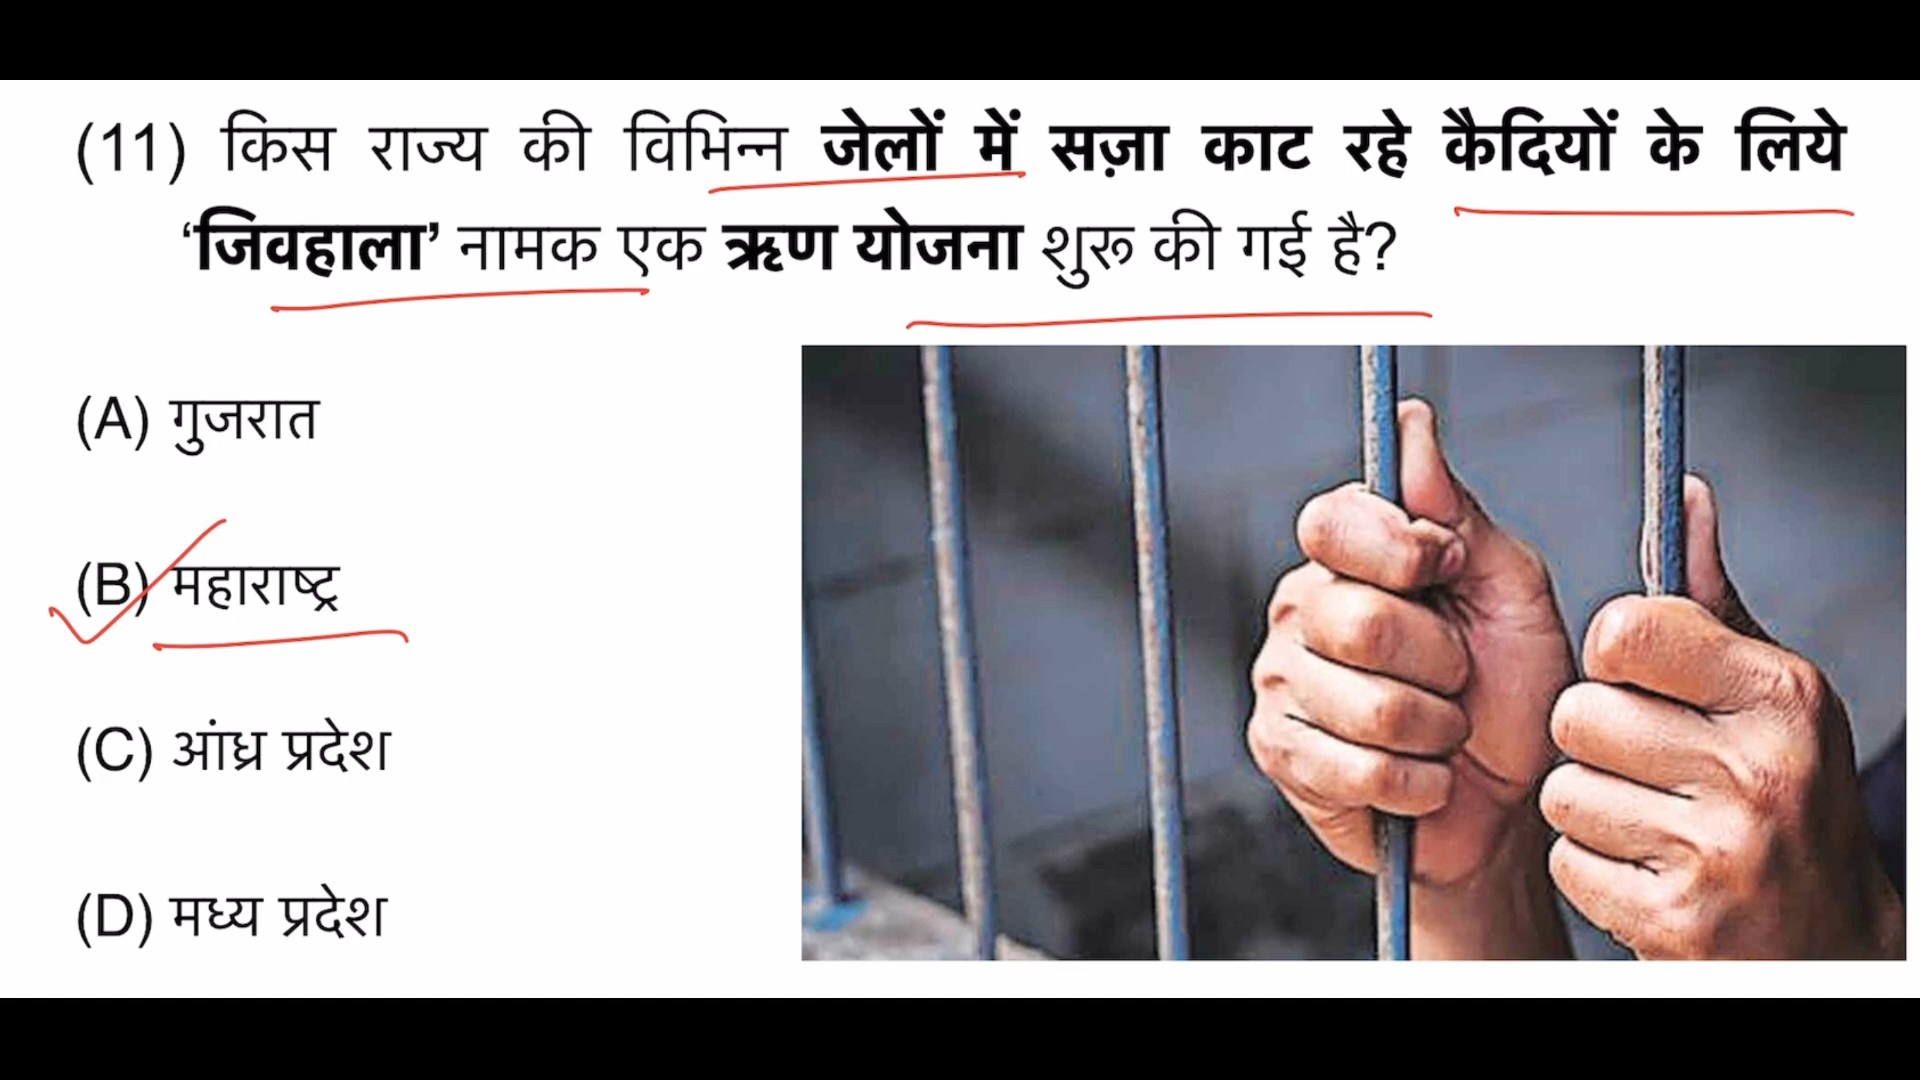 (11) किस राज्य की विभिन्न जेलों में सज़ा काट रहे कैदियों के लिये
‘जिवहाला’ नामक एक ऋण योजना शुरू की गई है?
(A) गुजरात
(B) महाराष्ट्र
(C) आंध्र प्रदेश
(D) मध्य प्रदेश